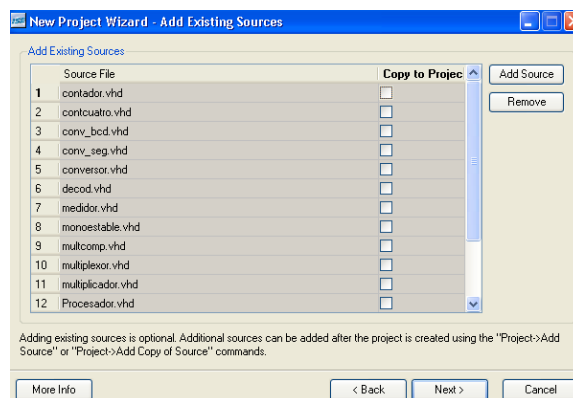 New Project Wizard - Add Existing Sources
Add Existing Sources
Source File Copy to Projec
Add Source
Remove
1 contador.vhd
2 contcuatro.vhd
3 conv_bcd.vhd
4 conv_seg.vhd
5 conversor.vhd
6 decod.vhd
7 medidor.vhd
8 monoestable.vhd
9 multcomp.vhd
10 multiplexor.vhd
11 multiplicador.vhd
12 Procesador.vhd
Adding existing sources is optional. Additional sources can be added after the project is created using the "Project->Add
Source" or "Project->Add Copy of Source" commands.
More Info < Back Next > Cancel